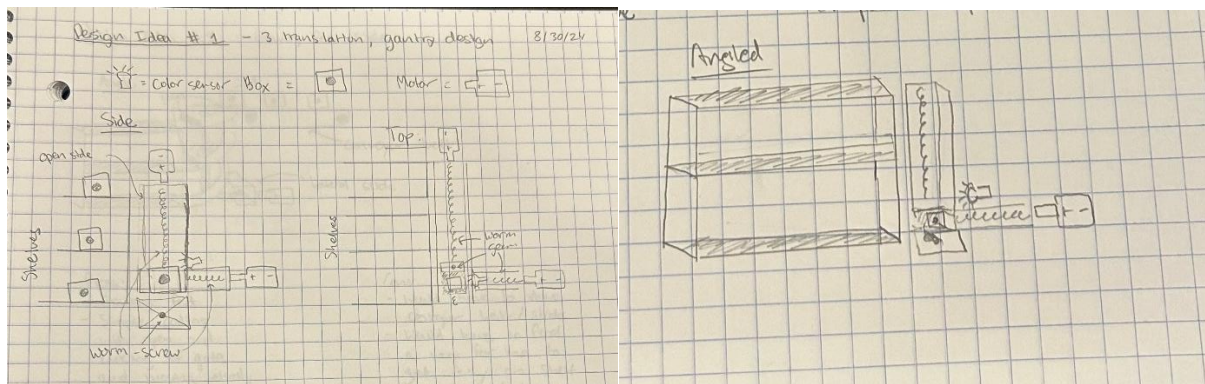 Design Idea # 1 - 3 translation, gantry design 8/30/24
= Color sensor Box = Motor =
Side
Top.
open side
Shelves
Shelves
worm
worm-screw
Angled